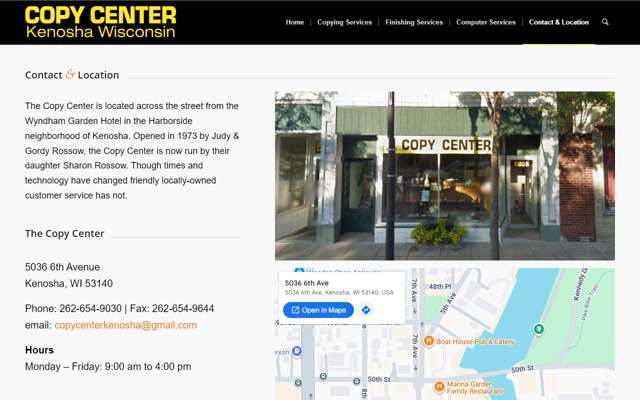 COPY CENTER
Kenosha Wisconsin
Home
Copying Services
Finishing Services
Computer Services
Contact & Location
Contact & Location
The Copy Center is located across the street from the
Wyndham Garden Hotel in the Harborside
neighborhood of Kenosha. Opened in 1973 by Judy &
Gordy Rossow, the Copy Center is now run by their
daughter Sharon Rossow. Though times and
technology have changed friendly locally-owned
customer service has not.
The Copy Center
5036 6th Avenue
Kenosha, WI 53140
Phone: 262-654-9030 | Fax: 262-654-9644
email: copycenterkenosha@gmail.com
Hours
Monday – Friday: 9:00 am to 4:00 pm
COPY CENTER
5036
5036 6th Ave
5036 6th Ave, Kenosha, WI 53140, USA
Open in Maps
7th Ave
48th Pl
5th Ave
Kennedy
Boat House Pub & Eatery
7th Ave
50th St
50th St
Marina Garden
Family Restaurant